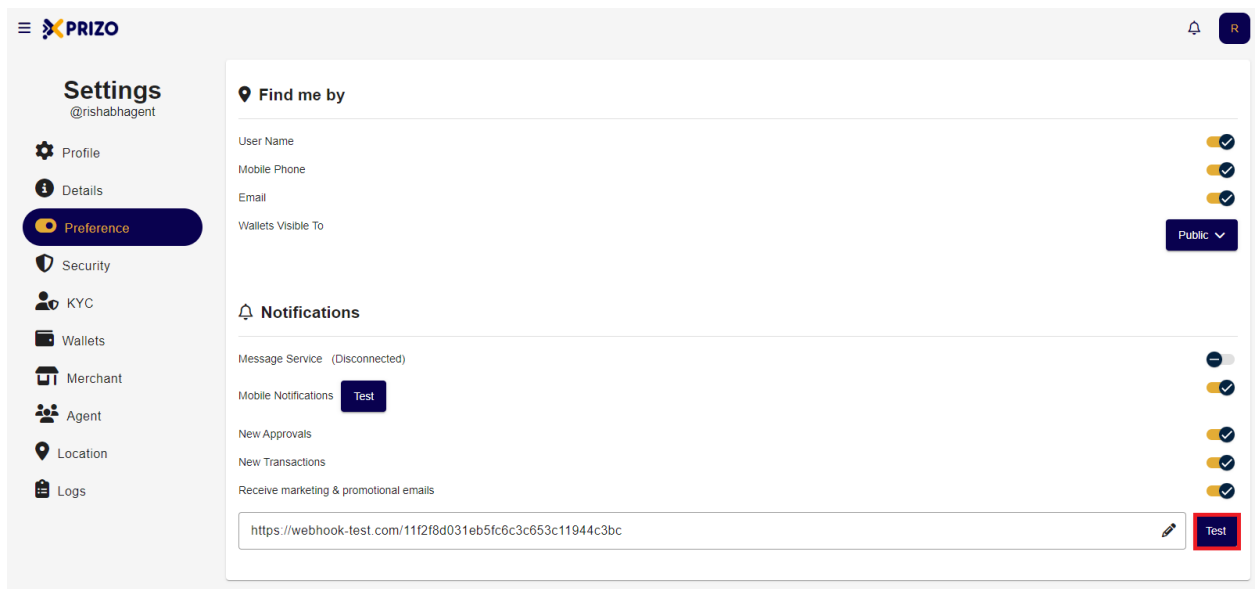 PRIZO
R
Settings
@rishabhagent
Profile
Details
Preference
Security
KYC
Wallets
Merchant
Agent
Location
Logs
Find me by
User Name
Mobile Phone
Email
Wallets Visible To
Public
Notifications
Message Service (Disconnected)
Mobile Notifications Test
New Approvals
New Transactions
Receive marketing & promotional emails
https://webhook-test.com/11f2f8d031eb5fc6c3c653c11944c3bc Test